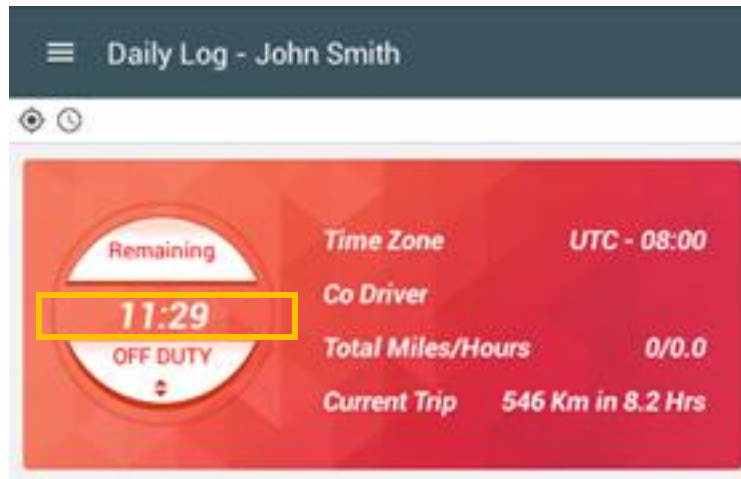 Daily Log - John Smith
Remaining
11:29
OFF DUTY
Time Zone UTC - 08:00
Co Driver
Total Miles/Hours 0/0.0
Current Trip 546 Km in 8.2 Hrs